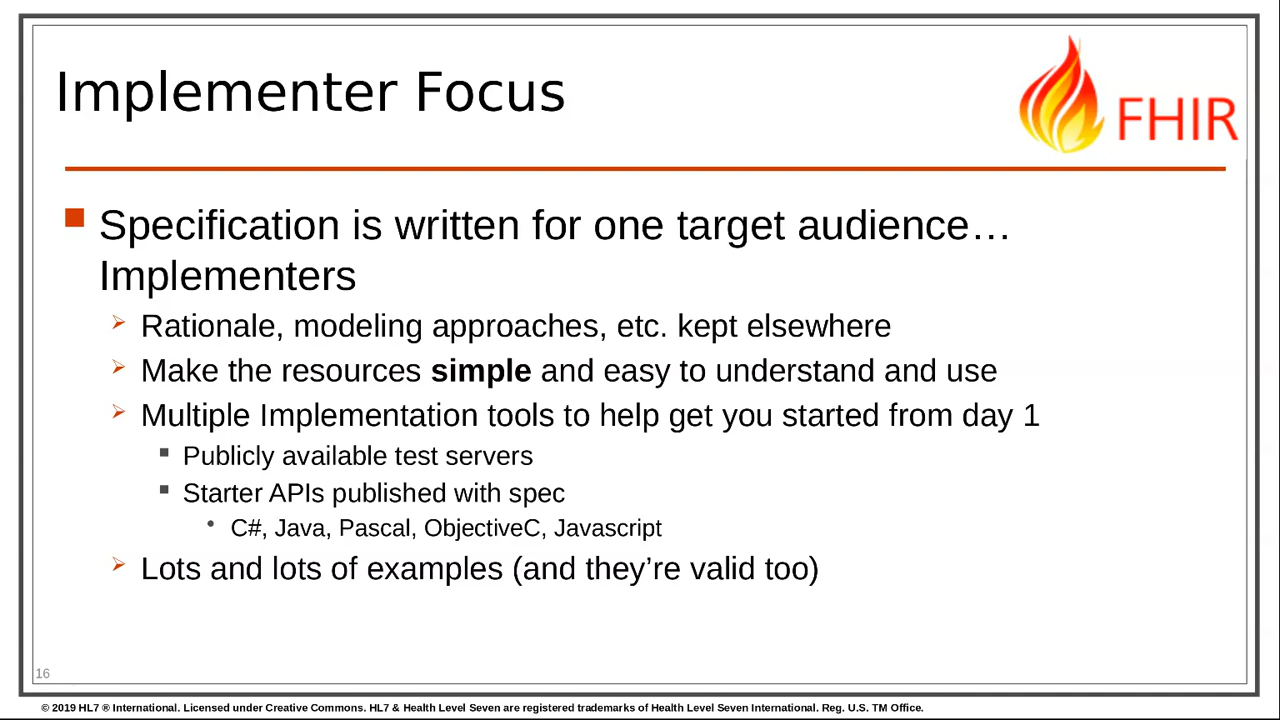 Implementer Focus
FHIR
Specification is written for one target audience…
Implementers
Rationale, modeling approaches, etc. kept elsewhere
Make the resources simple and easy to understand and use
Multiple Implementation tools to help get you started from day 1
Publicly available test servers
Starter APIs published with spec
C#, Java, Pascal, ObjectiveC, Javascript
Lots and lots of examples (and they’re valid too)
16
© 2019 HL7 ® International. Licensed under Creative Commons. HL7 & Health Level Seven are registered trademarks of Health Level Seven International. Reg. U.S. TM Office.